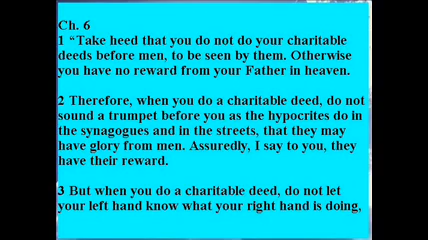 Ch. 6
1 “Take heed that you do not do your charitable
deeds before men, to be seen by them. Otherwise
you have no reward from your Father in heaven.
2 Therefore, when you do a charitable deed, do not
sound a trumpet before you as the hypocrites do in
the synagogues and in the streets, that they may
have glory from men. Assuredly, I say to you, they
have their reward.
3 But when you do a charitable deed, do not let
your left hand know what your right hand is doing,